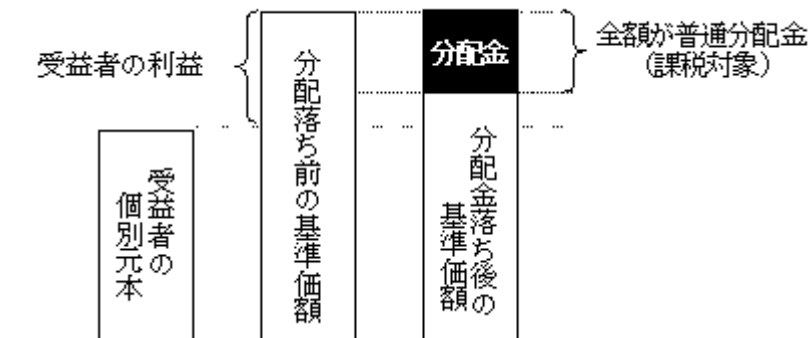 受益者の利益
分配金
全額が普通分配金
(課税対象)
受益者の
個別元本
分配落ち前の基準価額
分配金落ち後の
基準価額